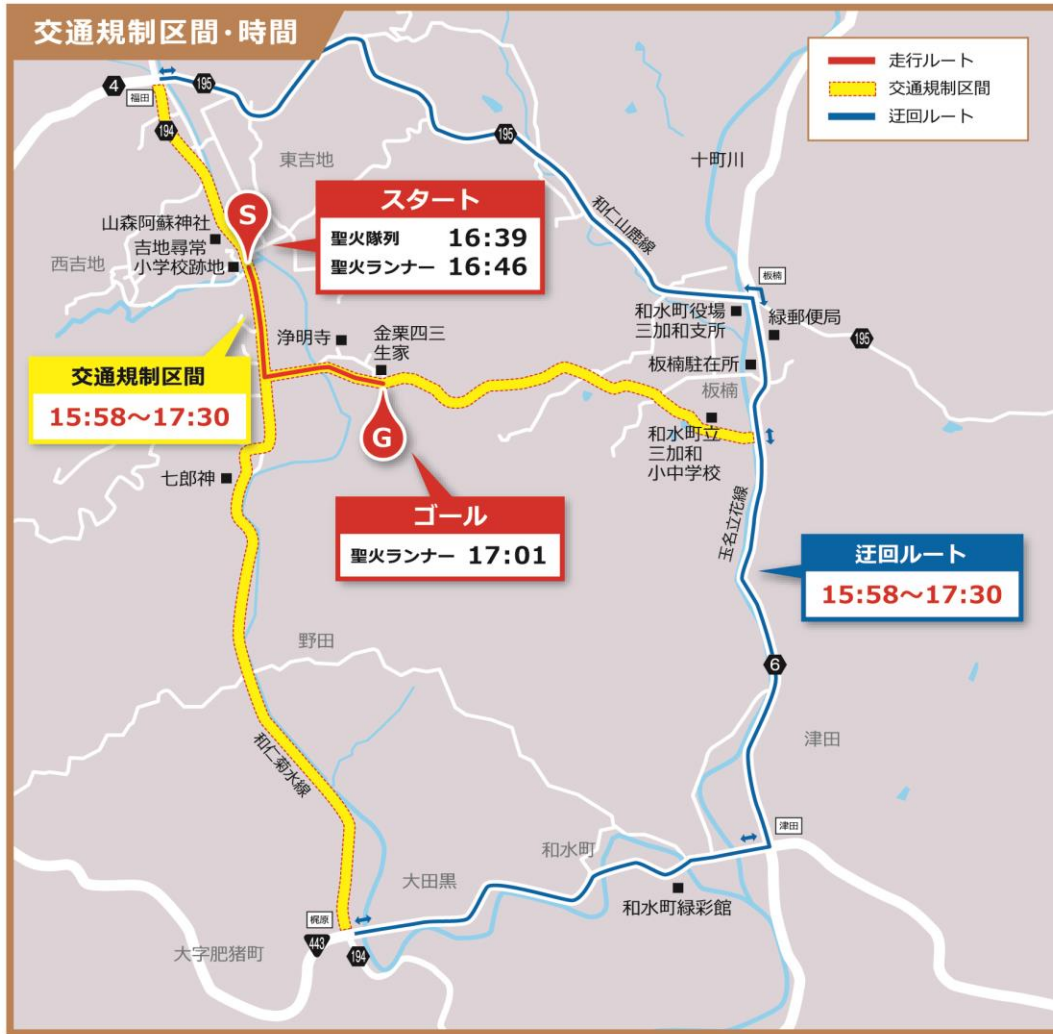 交通規制区間・時間
走行ルート
交通規制区間
迂回ルート
4
195
福田
194
195
東吉地
十町川
山森阿蘇神社
吉地尋常
小学校跡地
西吉地
S
スタート
聖火隊列 16:39
聖火ランナー 16:46
和仁山鹿線
板楠
和水町役場
三加和支所
緑郵便局
195
浄明寺
金栗四三
生家
板楠駐在所
板楠
交通規制区間
15:58〜17:30
G
和水町立
三加和
小中学校
七郎神
ゴール
聖火ランナー 17:01
玉名立花線
迂回ルート
15:58〜17:30
野田
6
津田
和仁菊水線
津田
和水町
大田黒
和水町緑彩館
梶原
443
194
大字肥猪町